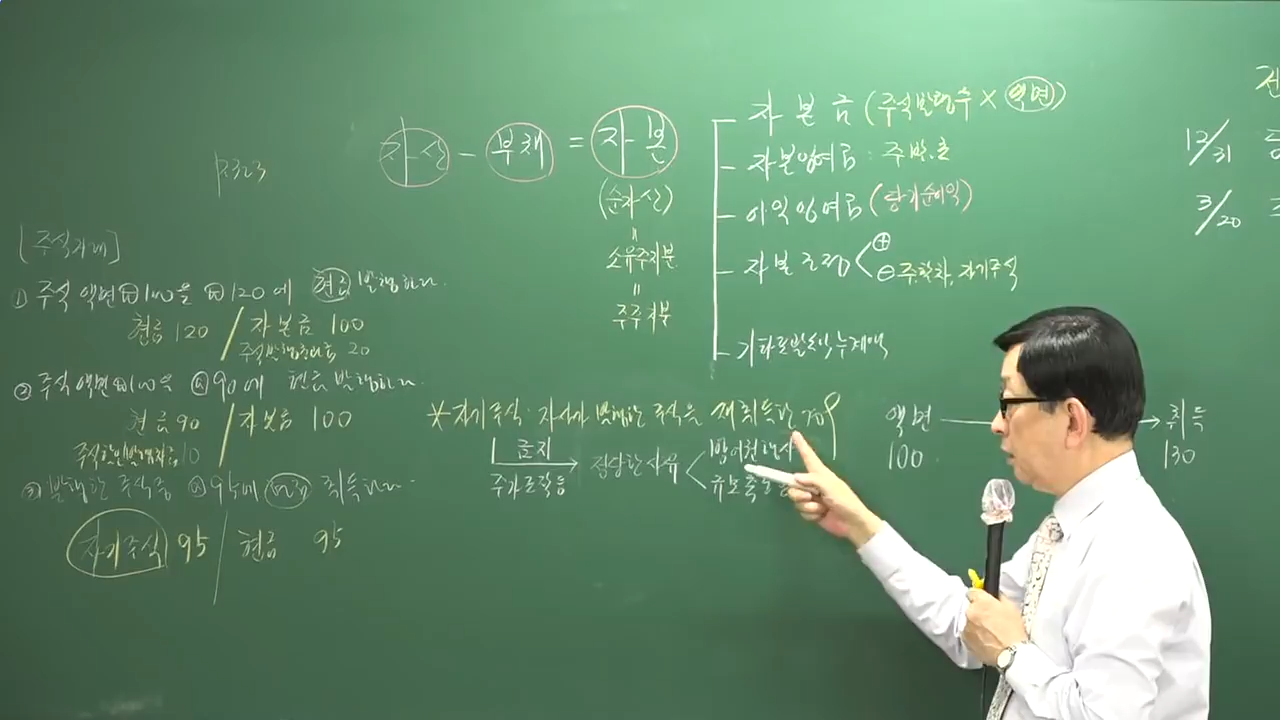 P323
자산 - 부채 = 자본
(순자산)
"
소유주지분
"
주주지분
자본금 (주식발행수 × 액면)
자본잉여금 : 주.발.초
이익잉여금 (당기순이익)
자본조정 < ⊕
⊖ 주.할.차, 자기주식
기타포괄손익누계액
12/31
3/20
[주식거래]
① 주식 액면 @100을 @120에 현금 발행하다.
현금 120 / 자본금 100
주식발행초과금 20
② 주식 액면 @100을 @90에 현금 발행하다.
현금 90 / 자본금 100
주식할인발행차금 10
③ 발행한 주식중 @95에 취득하다.
자기주식 95 / 현금 95
* 자기주식 : 자사가 발행한 주식을 재취득한 것
금지
주가조작등
정당한 사유 <
액면
취득
100
130